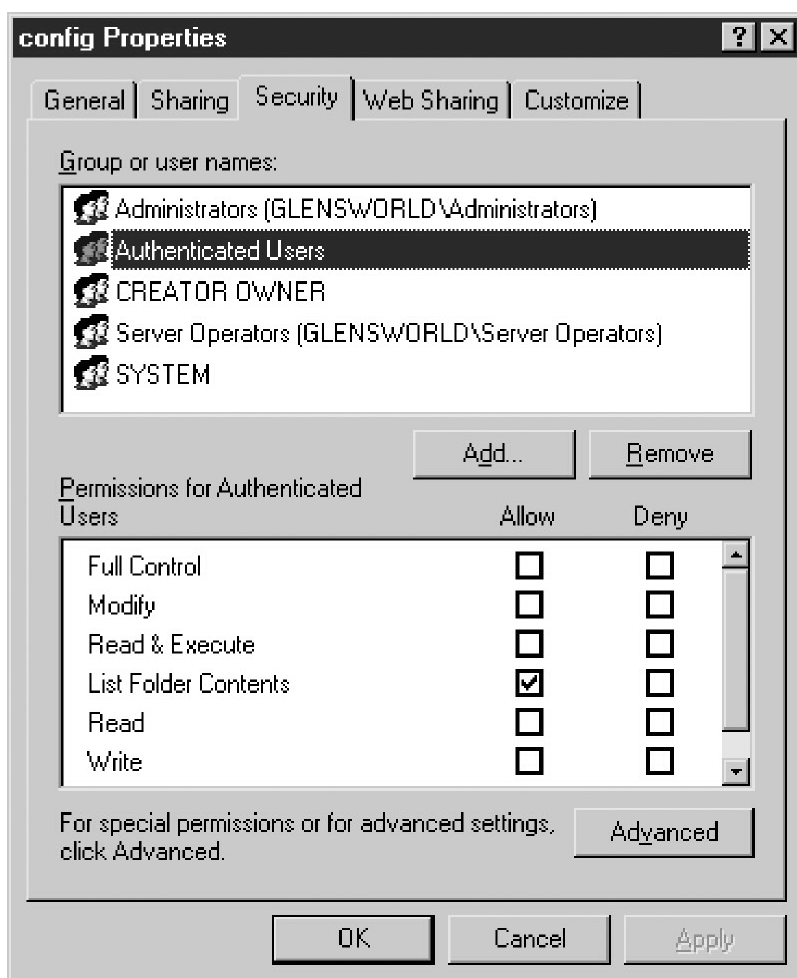 config Properties
General Sharing Security Web Sharing Customize
Group or user names:
Administrators (GLENSWORLD\Administrators)
Authenticated Users
CREATOR OWNER
Server Operators (GLENSWORLD\Server Operators)
SYSTEM
Add... Remove
Permissions for Authenticated
Users Allow Deny
Full Control
Modify
Read & Execute
List Folder Contents
Read
Write
For special permissions or for advanced settings,
click Advanced.
Advanced
OK Cancel Apply